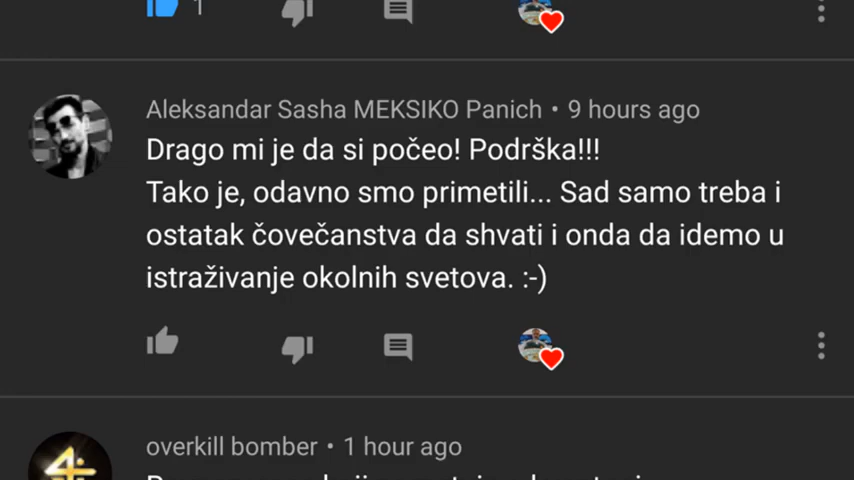 1
Aleksandar Sasha MEKSIKO Panich • 9 hours ago
Drago mi je da si počeo! Podrška!!!
Tako je, odavno smo primetili... Sad samo treba i
ostatak čovečanstva da shvati i onda da idemo u
istraživanje okolnih svetova. :-)
overkill bomber • 1 hour ago